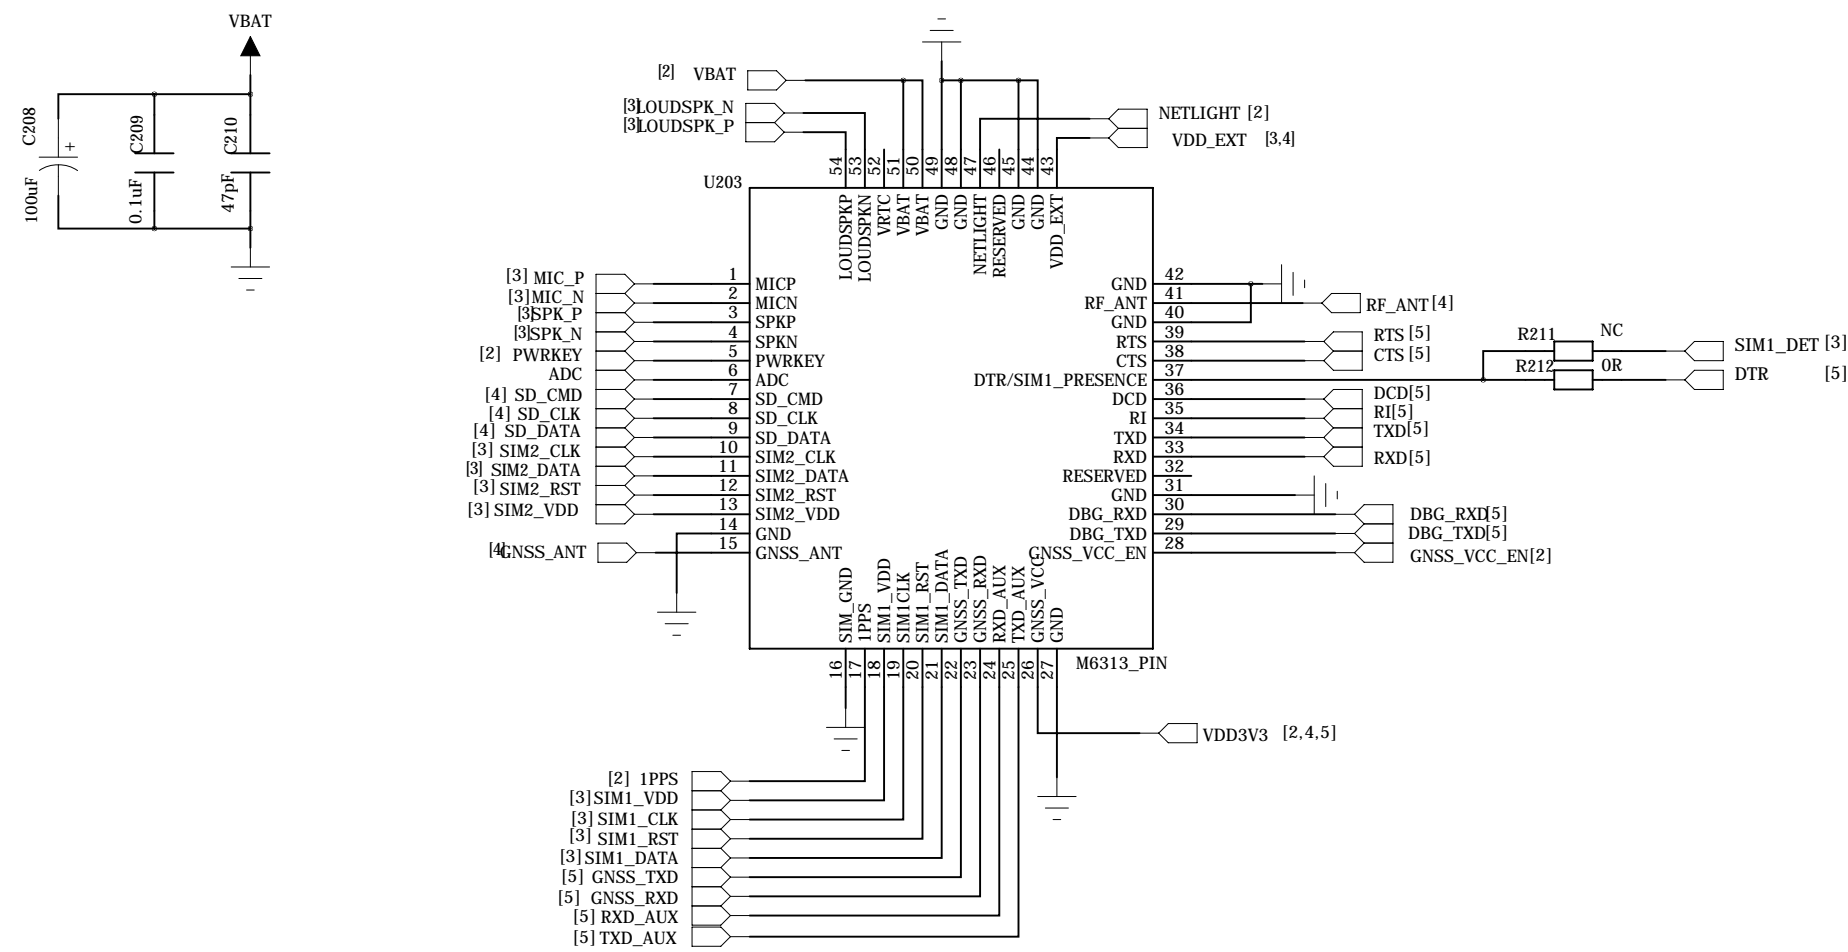 VBAT
C208
+
100uF
C209
0.1uF
C210
47pF
[2] VBAT
[3]LOUDSPK_N
[3]LOUDSPK_P
NETLIGHT [2]
VDD_EXT [3,4]
54 53 52 51 50 49 48 47 46 45 44 43
U203
LOUDSPKP
LOUDSPKN
VRTC
VBAT
VBAT
GND
GND
NETLIGHT
RESERVED
GND
GND
VDD_EXT
[3] MIC_P 1 MICP
[3]MIC_N 2 MICN
[3]SPK_P 3 SPKP
[3]SPK_N 4 SPKN
[2] PWRKEY 5 PWRKEY
ADC 6 ADC
[4] SD_CMD 7 SD_CMD
[4] SD_CLK 8 SD_CLK
[4] SD_DATA 9 SD_DATA
[3] SIM2_CLK 10 SIM2_CLK
[3] SIM2_DATA 11 SIM2_DATA
[3] SIM2_RST 12 SIM2_RST
[3] SIM2_VDD 13 SIM2_VDD
14 GND
[4]GNSS_ANT 15 GNSS_ANT
GND 42
RF_ANT 41 RF_ANT[4]
GND 40
RTS 39 RTS [5]
CTS 38 CTS [5]
DTR/SIM1_PRESENCE 37
R211 NC SIM1_DET [3]
R212 0R DTR [5]
DCD 36 DCD[5]
RI 35 RI[5]
TXD 34 TXD[5]
RXD 33 RXD[5]
RESERVED 32
GND 31
DBG_RXD 30 DBG_RXD[5]
DBG_TXD 29 DBG_TXD[5]
GNSS_VCC_EN 28 GNSS_VCC_EN[2]
SIM_GND
1PPS
SIM1_VDD
SIM1CLK
SIM1_RST
SIM1_DATA
GNSS_TXD
GNSS_RXD
RXD_AUX
TXD_AUX
GNSS_VCC
GND
16 17 18 19 20 21 22 23 24 25 26 27
M6313_PIN
VDD3V3 [2,4,5]
[2] 1PPS
[3]SIM1_VDD
[3] SIM1_CLK
[3] SIM1_RST
[3]SIM1_DATA
[5] GNSS_TXD
[5] GNSS_RXD
[5] RXD_AUX
[5] TXD_AUX